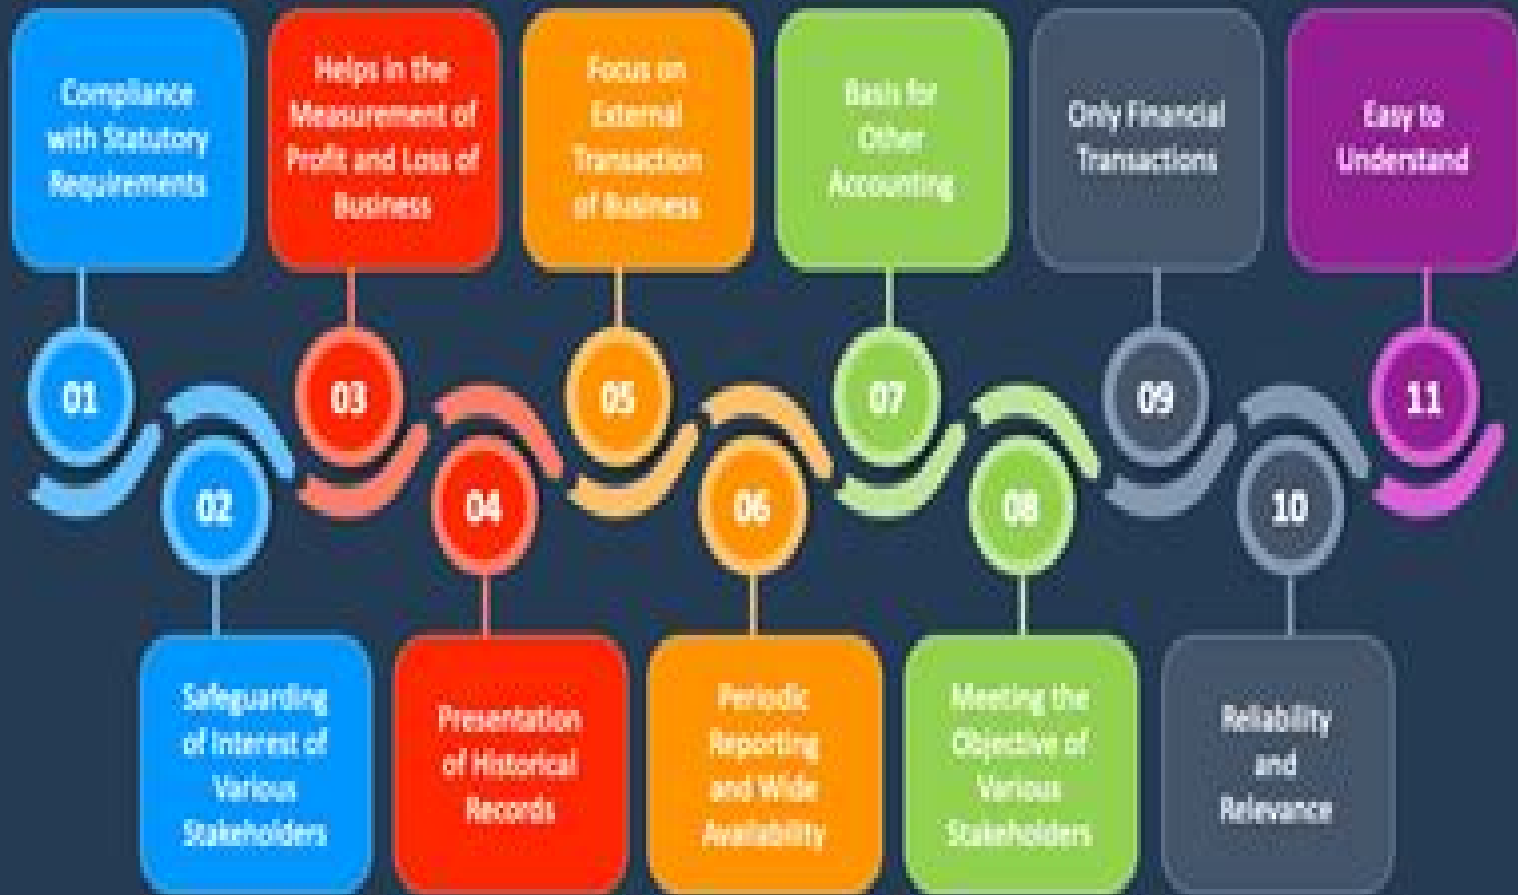 Compliance
with Statutory
Requirements
Helps in the
Measurement of
Profit and Loss of
Business
Focus on
External
Transaction
of Business
Basis for
Other
Accounting
Only Financial
Transactions
Easy to
Understand
01
03
05
07
09
11
02
04
06
08
10
Safeguarding
of Interest of
Various
Stakeholders
Presentation
of Historical
Records
Periodic
Reporting
and Wide
Availability
Meeting the
Objective of
Various
Stakeholders
Reliability
and
Relevance